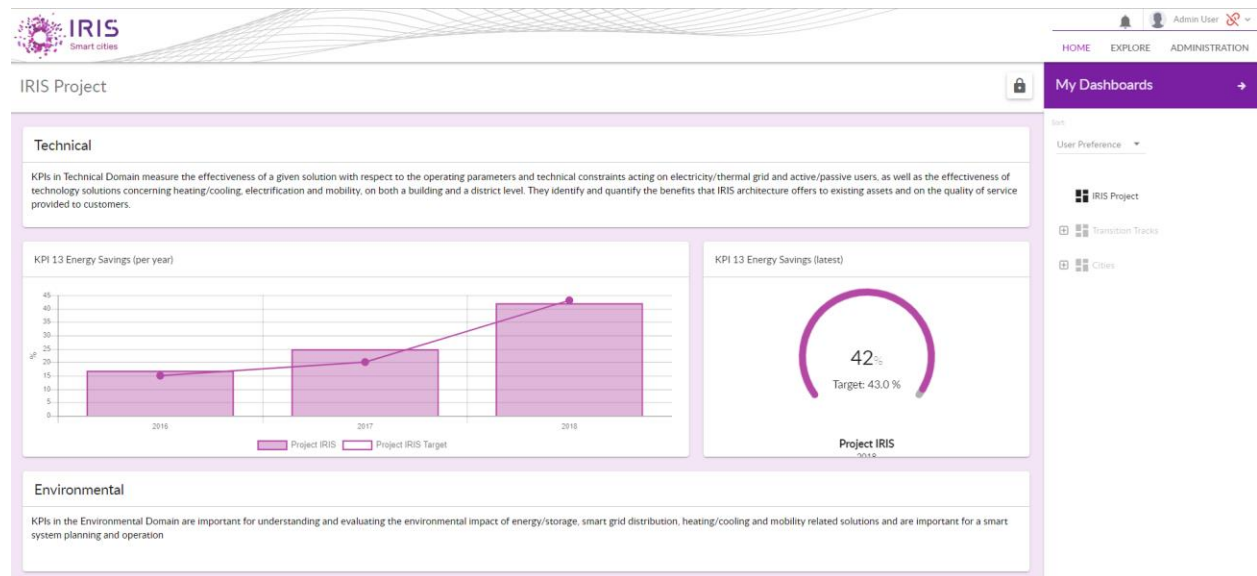 IRIS
Smart cities
Admin User
HOME EXPLORE ADMINISTRATION
IRIS Project
My Dashboards
Sort
User Preference
IRIS Project
Transition Tracks
Cities
Technical
KPIs in Technical Domain measure the effectiveness of a given solution with respect to the operating parameters and technical constraints acting on electricity/thermal grid and active/passive users, as well as the effectiveness of
technology solutions concerning heating/cooling, electrification and mobility, on both a building and a district level. They identify and quantify the benefits that IRIS architecture offers to existing assets and on the quality of service
provided to customers.
KPI 13 Energy Savings (per year)
45
40
35
30
25
20
15
10
5
0
%
2016 2017 2018
Project IRIS Project IRIS Target
KPI 13 Energy Savings (latest)
42%
Target: 43.0 %
Project IRIS
2018
Environmental
KPIs in the Environmental Domain are important for understanding and evaluating the environmental impact of energy/storage, smart grid distribution, heating/cooling and mobility related solutions and are important for a smart
system planning and operation